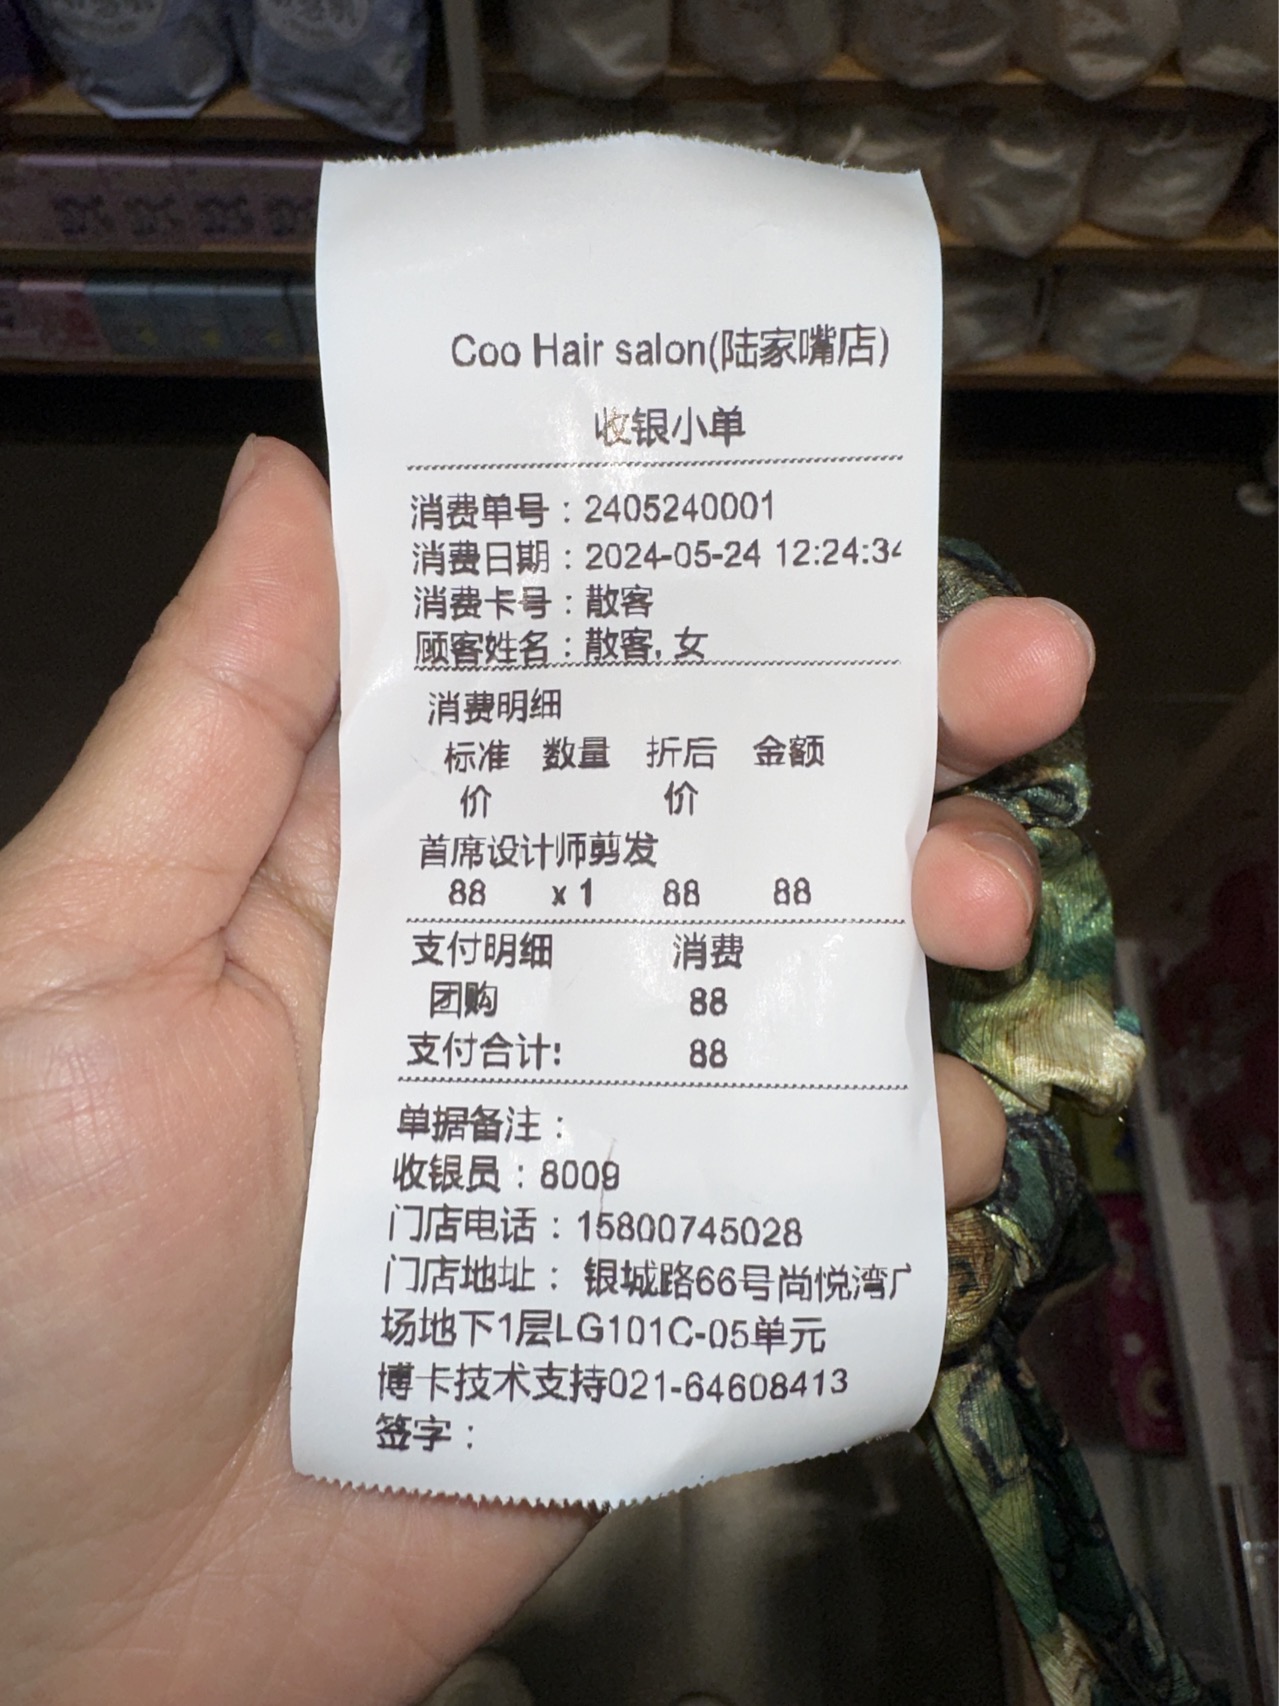 Coo Hair salon(陆家嘴店)
收银小单
消费单号：2405240001
消费日期：2024-05-24 12:24:34
消费卡号：散客
顾客姓名：散客, 女
消费明细
标准价 数量 折后价 金额
首席设计师剪发
88 x 1 88 88
支付明细 消费
团购 88
支付合计: 88
单据备注：
收银员：8009
门店电话：15800745028
门店地址： 银城路66号尚悦湾广
场地下1层LG101C-05单元
博卡技术支持021-64608413
签字：